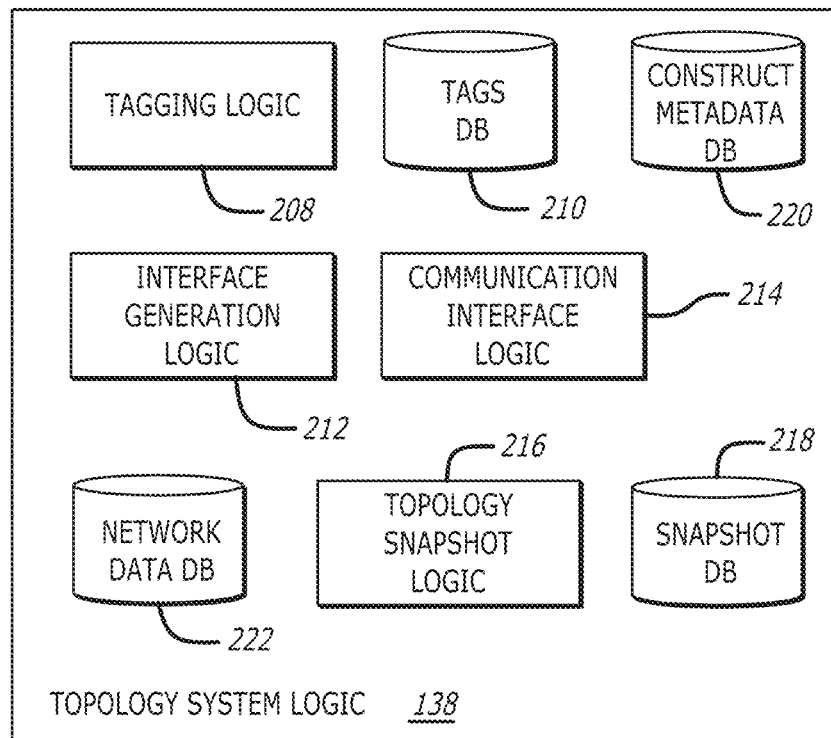 TAGGING LOGIC
TAGS
DB
CONSTRUCT
METADATA
DB
208
210
220
INTERFACE
GENERATION
LOGIC
COMMUNICATION
INTERFACE
LOGIC
214
212
216
218
NETWORK
DATA DB
TOPOLOGY
SNAPSHOT
LOGIC
SNAPSHOT
DB
222
TOPOLOGY SYSTEM LOGIC 138